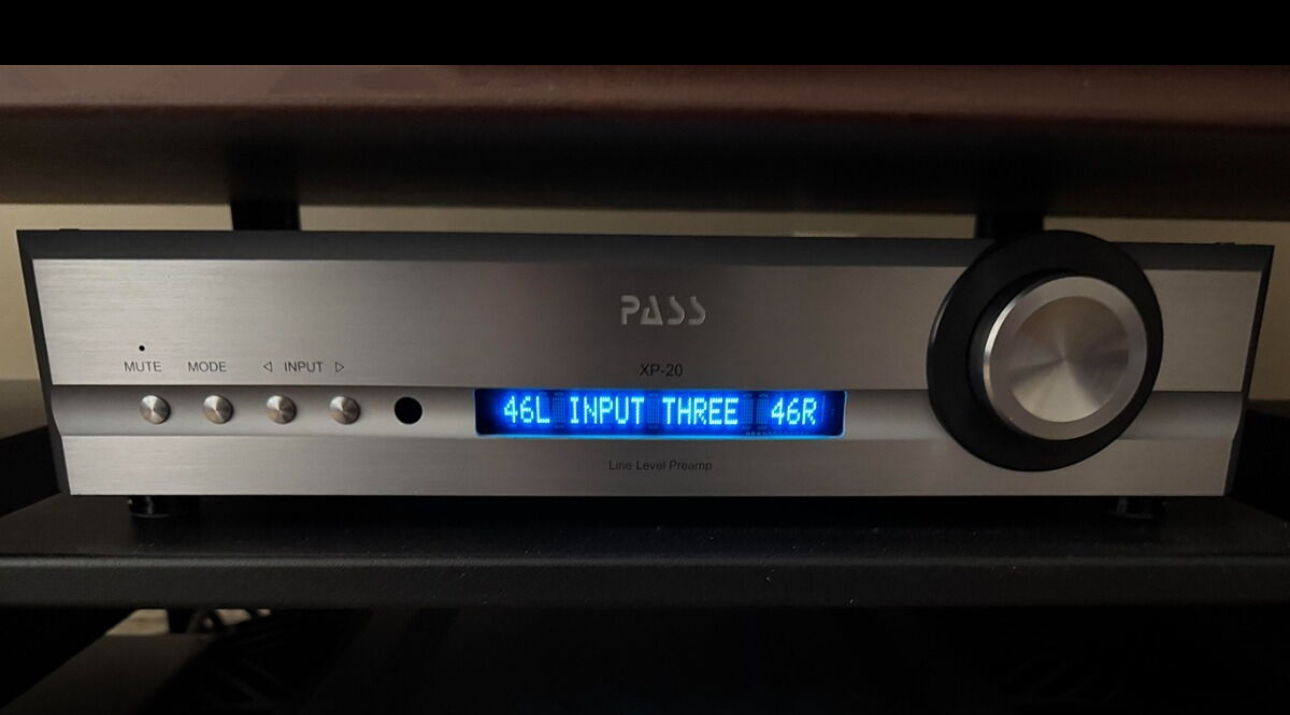 PASS
MUTE MODE ◁ INPUT ▷
XP-20
46L INPUT THREE 46R
Line Level Preamp